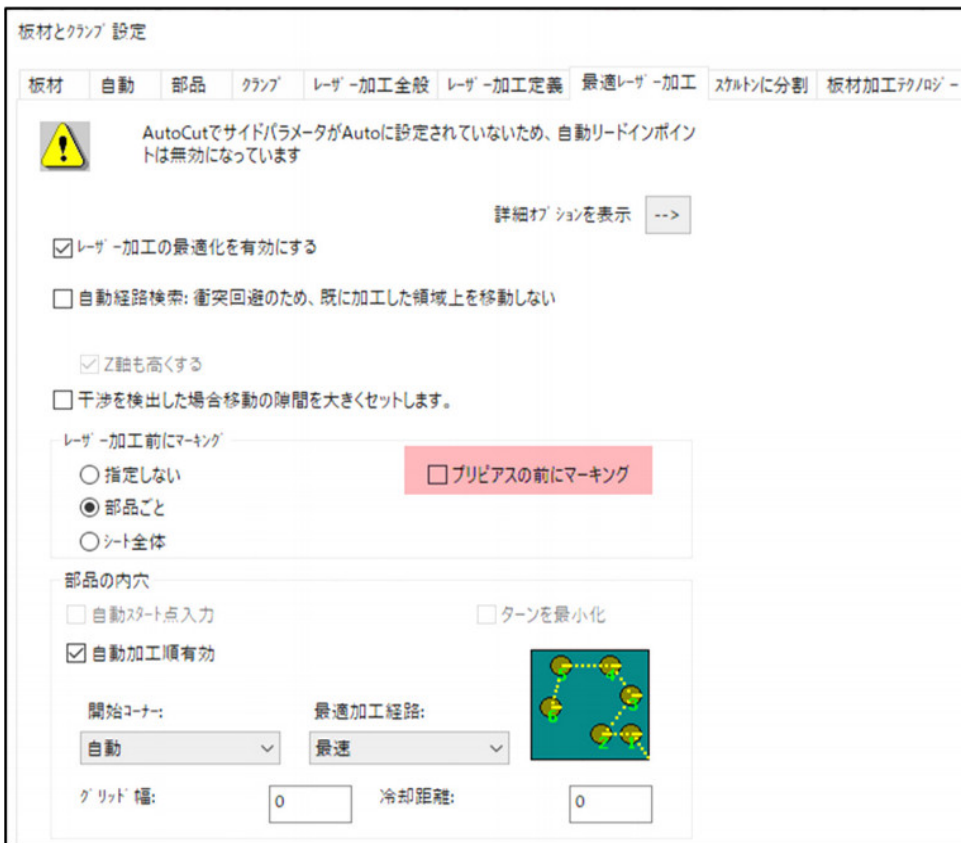 板材とｸﾗﾝﾌﾟ設定
板材 自動 部品 ｸﾗﾝﾌﾟ ﾚｰｻﾞｰ加工全般 ﾚｰｻﾞｰ加工定義 最適ﾚｰｻﾞｰ加工 ｽｹﾙﾄﾝに分割 板材加工ﾃｸﾉﾛｼﾞｰ
AutoCutでサイドパラメータがAutoに設定されていないため、自動リードインポイン
トは無効になっています
詳細ｵﾌﾟｼｮﾝを表示 -->
ﾚｰｻﾞｰ加工の最適化を有効にする
自動経路検索: 衝突回避のため、既に加工した領域上を移動しない
Z軸も高くする
干渉を検出した場合移動の隙間を大きくセットします。
ﾚｰｻﾞｰ加工前にﾏｰｷﾝｸﾞ
指定しない プリピアスの前にマーキング
部品ごと
ｼｰﾄ全体
部品の内穴
自動ｽﾀｰﾄ点入力 ターンを最小化
自動加工順有効
開始ｺｰﾅｰ: 最適加工経路:
自動 最速
ｸﾞﾘｯﾄﾞ幅: 0 冷却距離: 0